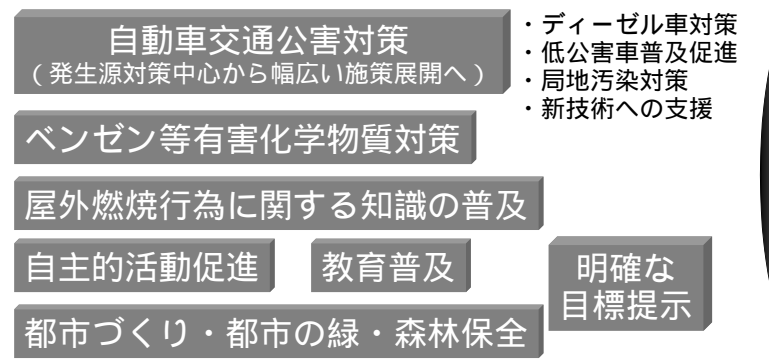 自動車交通公害対策
（発生源対策中心から幅広い施策展開へ）
・ディーゼル車対策
・低公害車普及促進
・局地汚染対策
・新技術への支援
ベンゼン等有害化学物質対策
屋外燃焼行為に関する知識の普及
自主的活動促進
教育普及
明確な
目標提示
都市づくり・都市の緑・森林保全